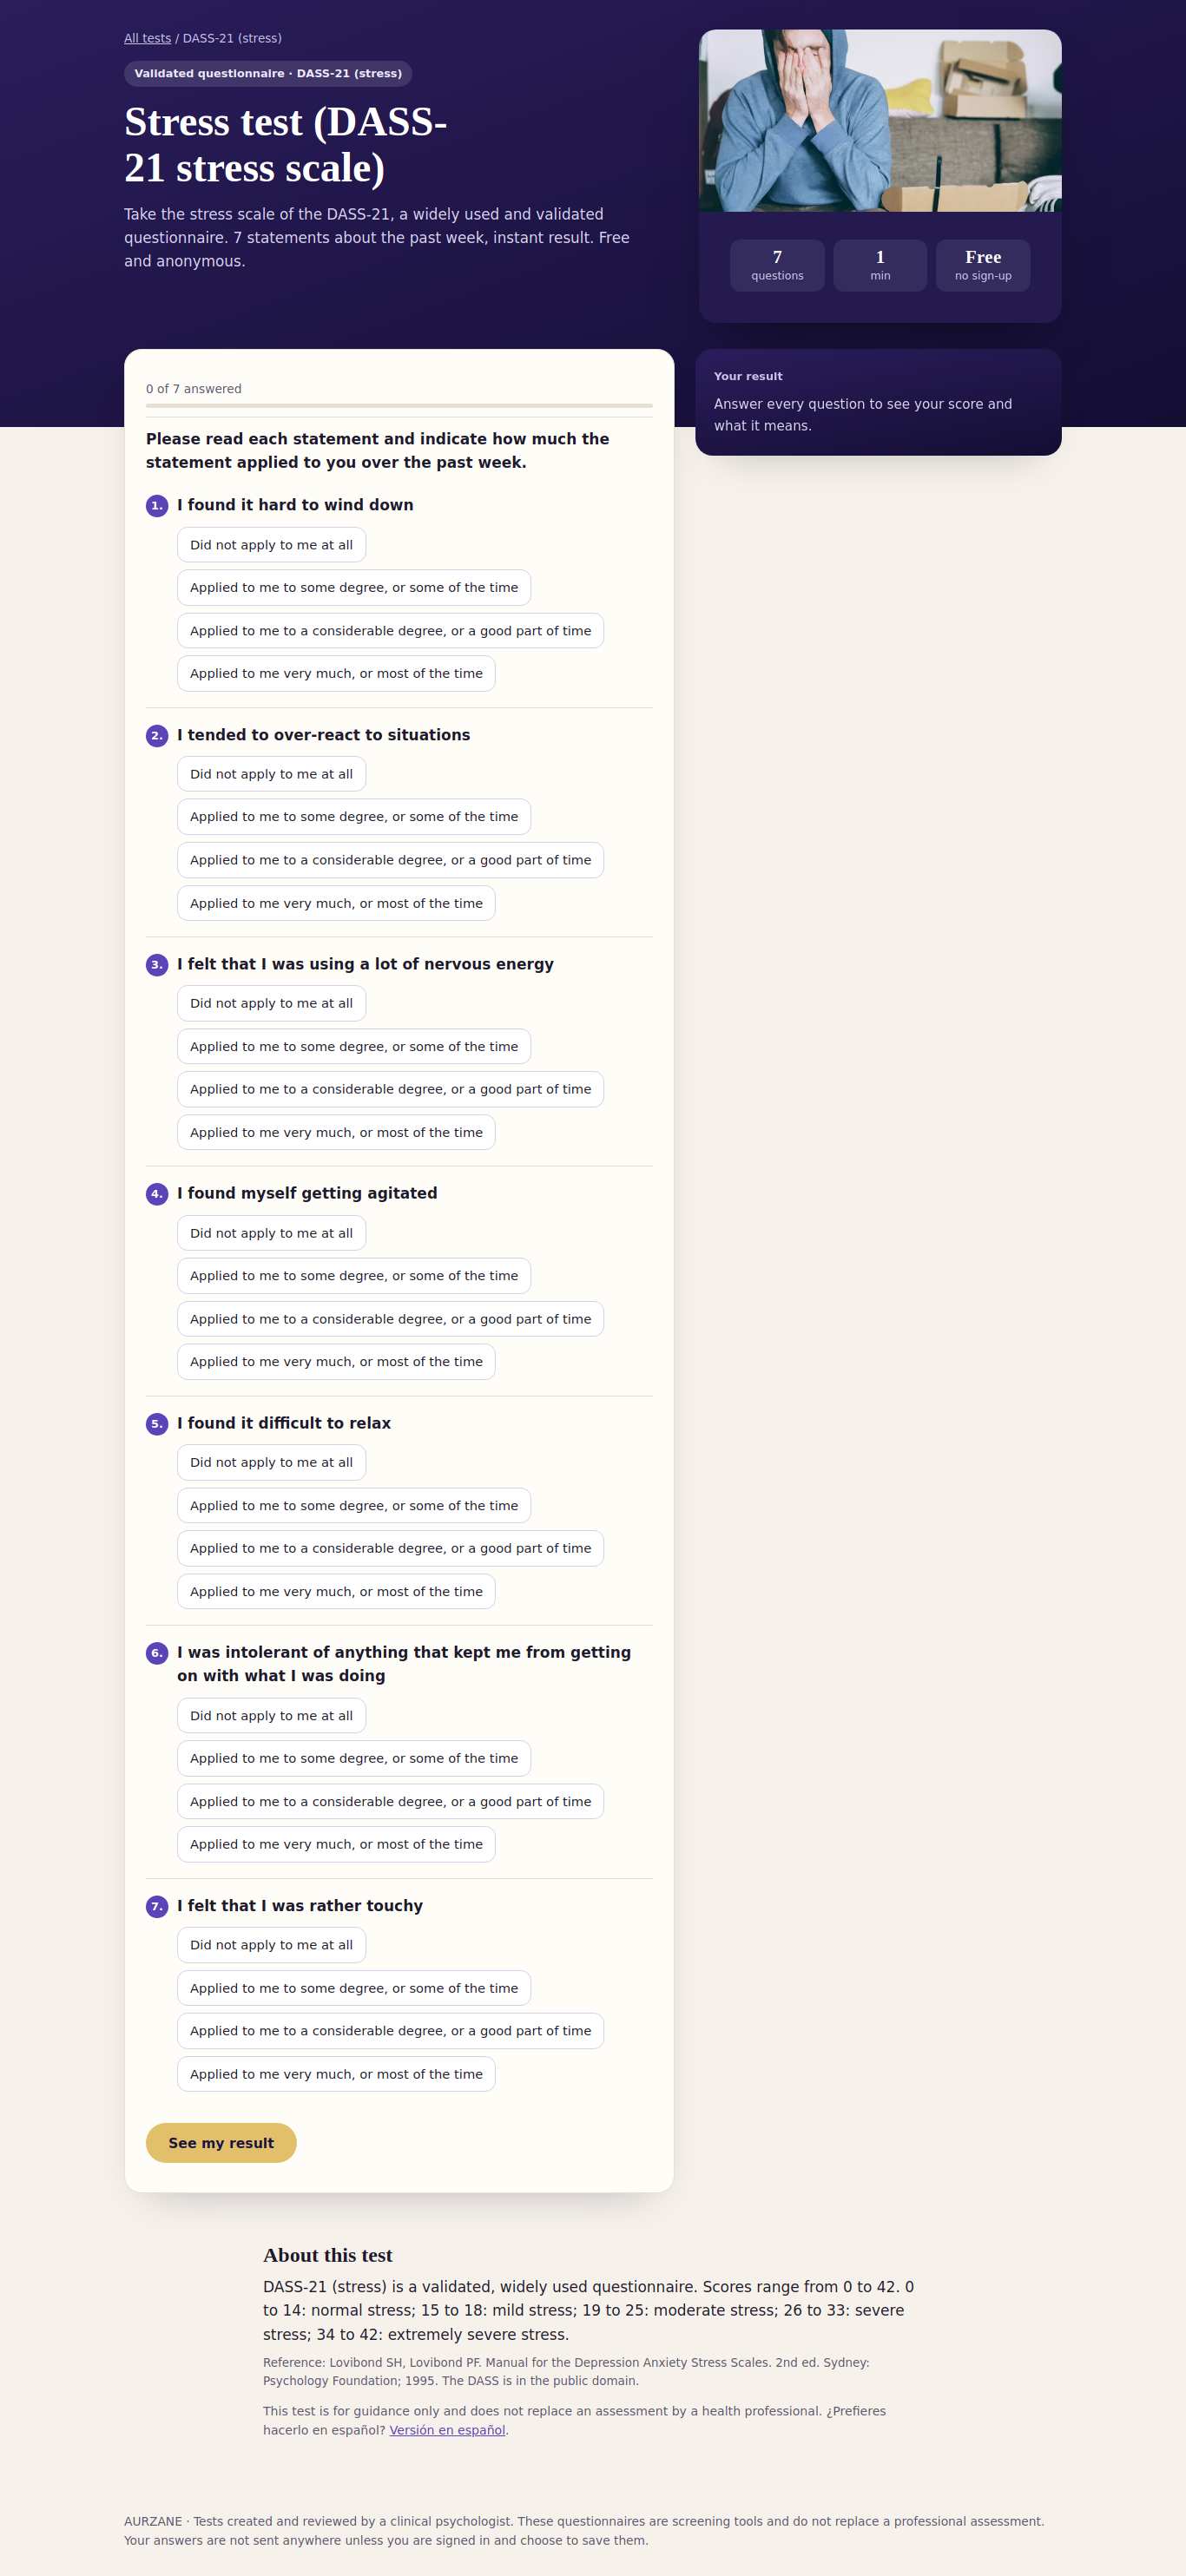 All tests / DASS-21 (stress)
Validated questionnaire · DASS-21 (stress)
Stress test (DASS-
21 stress scale)
Take the stress scale of the DASS-21, a widely used and validated
questionnaire. 7 statements about the past week, instant result. Free
and anonymous.
7
questions
1
min
Free
no sign-up
0 of 7 answered
Please read each statement and indicate how much the
statement applied to you over the past week.
1. I found it hard to wind down
Did not apply to me at all
Applied to me to some degree, or some of the time
Applied to me to a considerable degree, or a good part of time
Applied to me very much, or most of the time
2. I tended to over-react to situations
Did not apply to me at all
Applied to me to some degree, or some of the time
Applied to me to a considerable degree, or a good part of time
Applied to me very much, or most of the time
3. I felt that I was using a lot of nervous energy
Did not apply to me at all
Applied to me to some degree, or some of the time
Applied to me to a considerable degree, or a good part of time
Applied to me very much, or most of the time
4. I found myself getting agitated
Did not apply to me at all
Applied to me to some degree, or some of the time
Applied to me to a considerable degree, or a good part of time
Applied to me very much, or most of the time
5. I found it difficult to relax
Did not apply to me at all
Applied to me to some degree, or some of the time
Applied to me to a considerable degree, or a good part of time
Applied to me very much, or most of the time
6. I was intolerant of anything that kept me from getting
on with what I was doing
Did not apply to me at all
Applied to me to some degree, or some of the time
Applied to me to a considerable degree, or a good part of time
Applied to me very much, or most of the time
7. I felt that I was rather touchy
Did not apply to me at all
Applied to me to some degree, or some of the time
Applied to me to a considerable degree, or a good part of time
Applied to me very much, or most of the time
See my result
Your result
Answer every question to see your score and
what it means.
About this test
DASS-21 (stress) is a validated, widely used questionnaire. Scores range from 0 to 42. 0
to 14: normal stress; 15 to 18: mild stress; 19 to 25: moderate stress; 26 to 33: severe
stress; 34 to 42: extremely severe stress.
Reference: Lovibond SH, Lovibond PF. Manual for the Depression Anxiety Stress Scales. 2nd ed. Sydney:
Psychology Foundation; 1995. The DASS is in the public domain.
This test is for guidance only and does not replace an assessment by a health professional. ¿Prefieres
hacerlo en español? Versión en español.
AURZANE · Tests created and reviewed by a clinical psychologist. These questionnaires are screening tools and do not replace a professional assessment.
Your answers are not sent anywhere unless you are signed in and choose to save them.